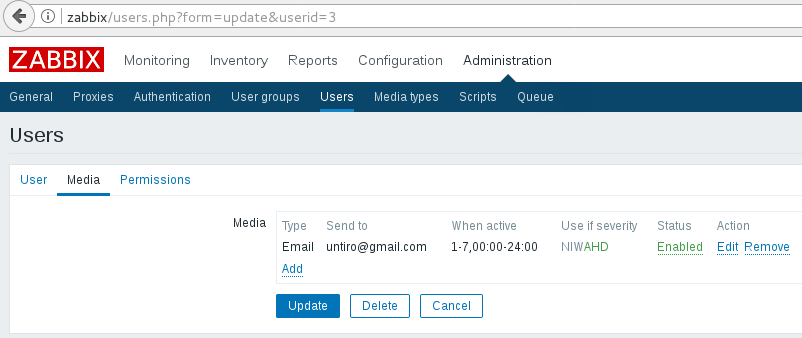 zabbix/users.php?form=update&userid=3
ZABBIX Monitoring Inventory Reports Configuration Administration
General Proxies Authentication User groups Users Media types Scripts Queue
Users
User Media Permissions
Media Type Send to When active Use if severity Status Action
Email untiro@gmail.com 1-7,00:00-24:00 NIWAHD Enabled Edit Remove
Add
Update Delete Cancel